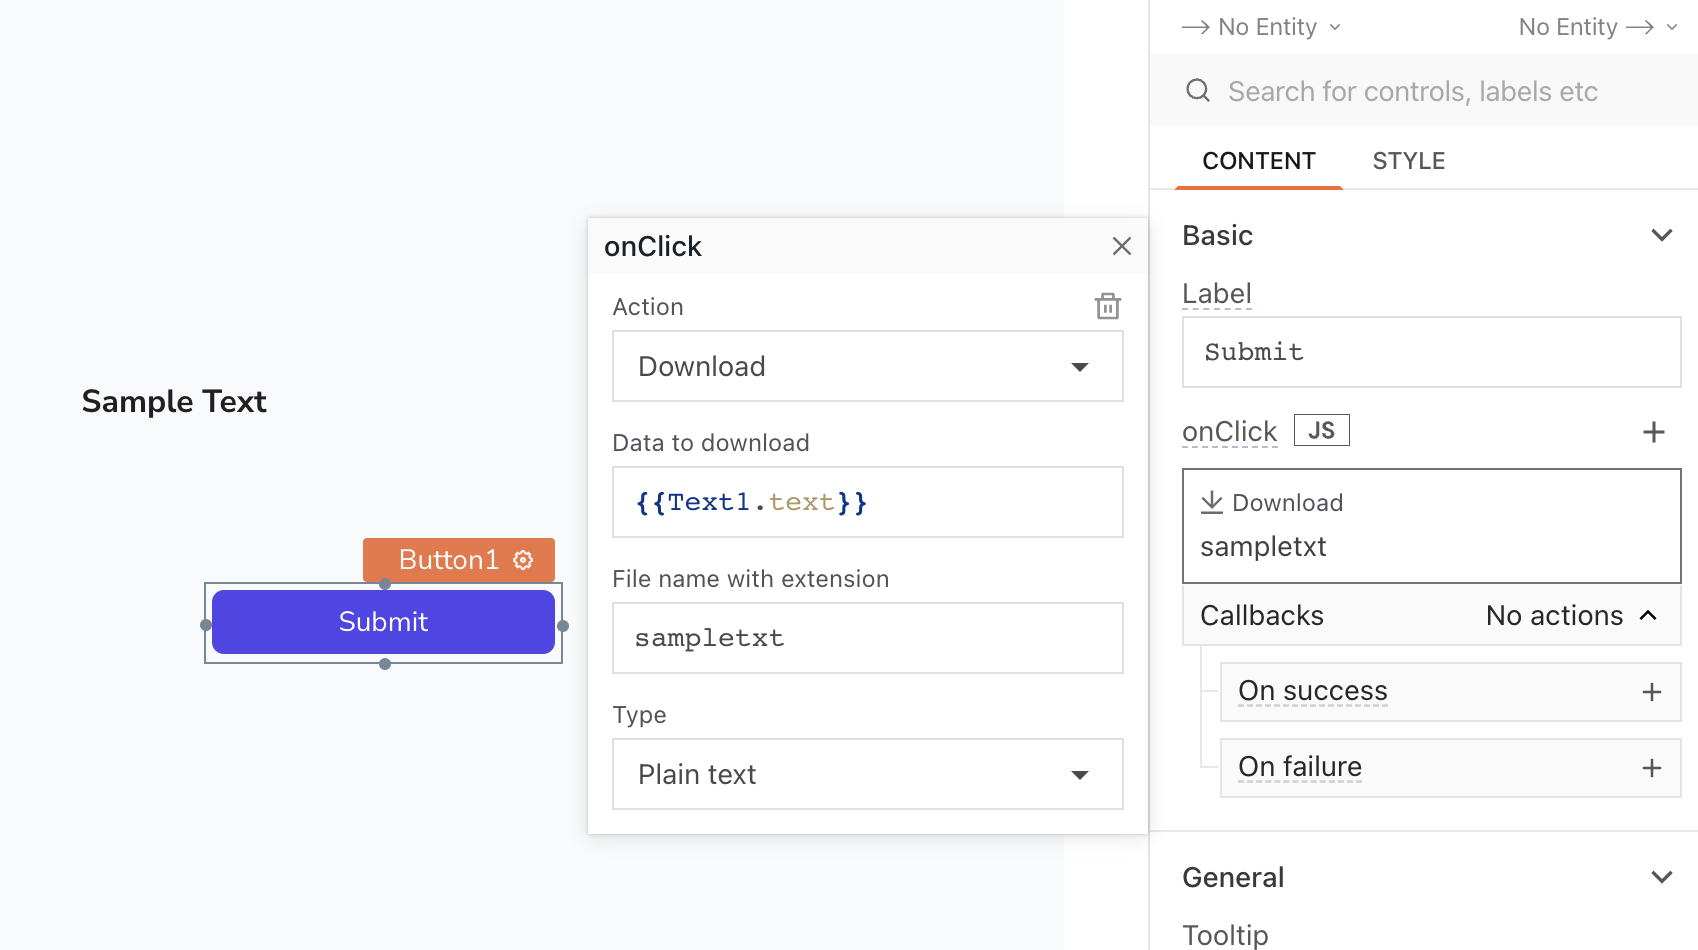 No Entity
No Entity
Search for controls, labels etc
CONTENT
STYLE
Basic
Label
Submit
onClick
JS
Download
sampletxt
Callbacks
No actions
On success
On failure
General
Tooltip
onClick
Action
Download
Data to download
{{Text1.text}}
File name with extension
sampletxt
Type
Plain text
Sample Text
Button1
Submit